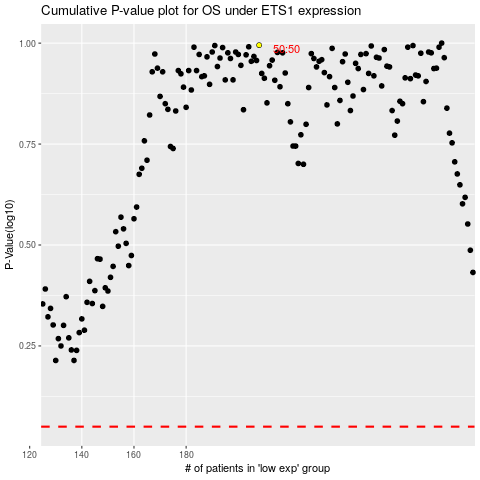 Cumulative P-value plot for OS under ETS1 expression
1.00
50:50
0.75
0.50
0.25
P-Value(log10)
120 140 160 180
# of patients in 'low exp' group